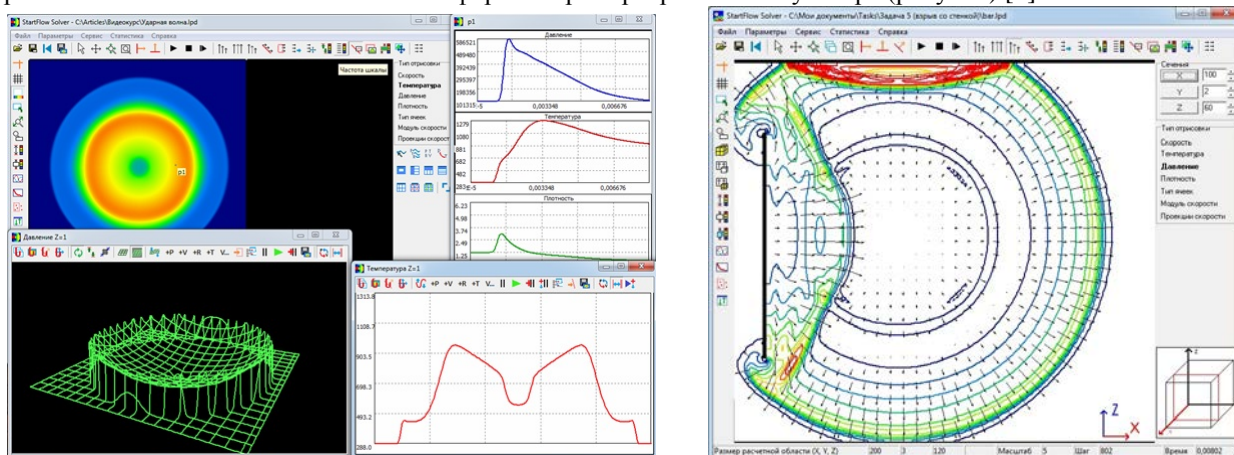 StartFlow Solver - C:\Articles\Видеокурс\Ударная волна.lpd
Файл Параметры Сервис Статистика Справка
Частота шкалы
Тип отрисовки
Скорость
Температура
Давление
Плотность
Тип ячеек
Модуль скорости
Проекции скорости
p1
p1
Давление
586521
489480
392439
295397
198356
101315
0,003348
0,006676
Температура
1279
1080
881
682
482
0,003348
0,006676
Плотность
6.23
4.98
3.74
2.49
1.25
Давление Z=1
+P +V +R +T V...
Температура Z=1
+P +V +R +T V...
1313.8
1108.7
903.5
698.3
493.2
288.0
StartFlow Solver - C:\Мои документы\Tasks\Задача 5 (взрыв со стенкой)\bar.lpd
Файл Параметры Сервис Статистика Справка
Сечения
X 100
Y 2
Z 60
Тип отрисовки
Скорость
Температура
Давление
Плотность
Тип ячеек
Модуль скорости
Проекции скорости
Z
X
Размер расчетной области (X, Y, Z) 200 3 120 Масштаб 5 Шаг 802 Время 0,00802